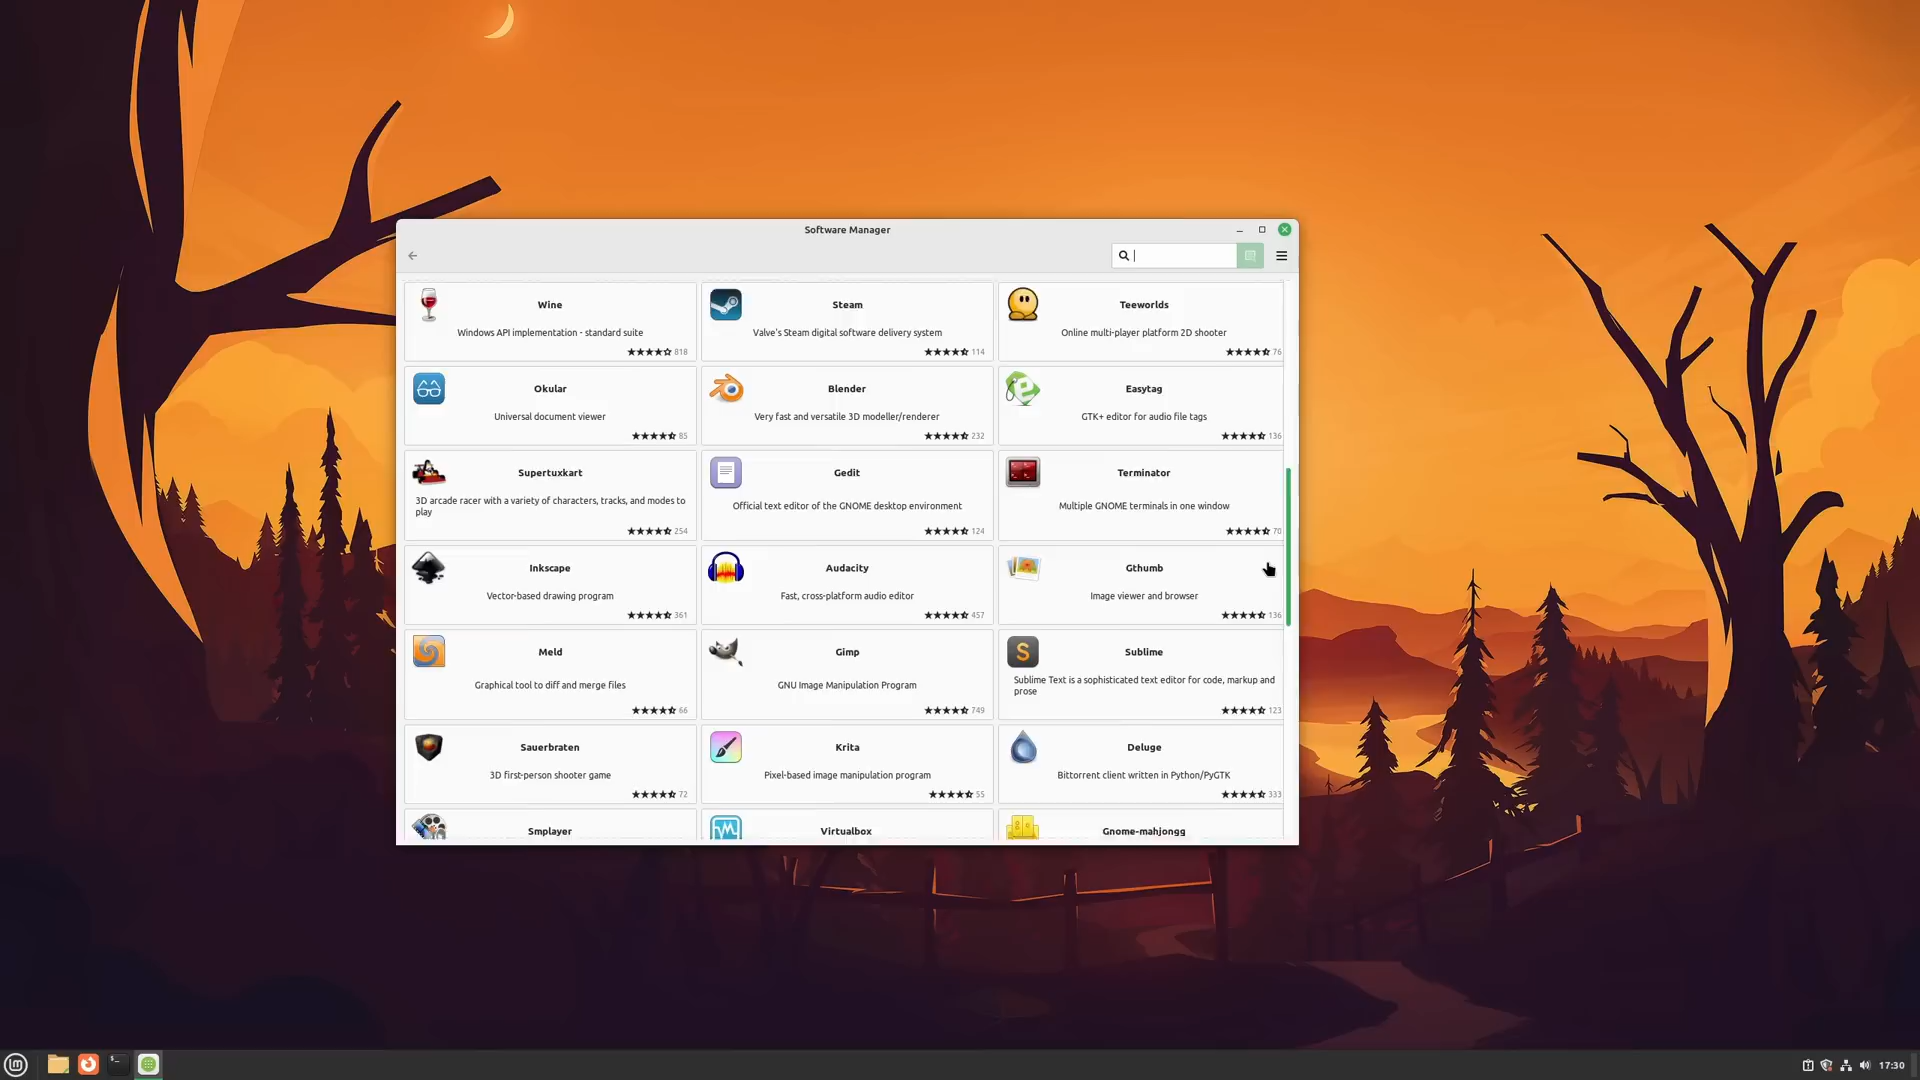 Software Manager
Wine
Windows API implementation - standard suite
★★★★⯪ 818
Steam
Valve's Steam digital software delivery system
★★★★⯪ 114
Teeworlds
Online multi-player platform 2D shooter
★★★★⯪ 76
Okular
Universal document viewer
★★★★⯪ 85
Blender
Very fast and versatile 3D modeller/renderer
★★★★⯪ 232
Easytag
GTK+ editor for audio file tags
★★★★⯪ 136
Supertuxkart
3D arcade racer with a variety of characters, tracks, and modes to
play
★★★★⯪ 254
Gedit
Official text editor of the GNOME desktop environment
★★★★⯪ 124
Terminator
Multiple GNOME terminals in one window
★★★★⯪ 70
Inkscape
Vector-based drawing program
★★★★⯪ 361
Audacity
Fast, cross-platform audio editor
★★★★⯪ 457
Gthumb
Image viewer and browser
★★★★⯪ 136
Meld
Graphical tool to diff and merge files
★★★★⯪ 66
Gimp
GNU Image Manipulation Program
★★★★⯪ 749
Sublime
Sublime Text is a sophisticated text editor for code, markup and
prose
★★★★⯪ 123
Sauerbraten
3D first-person shooter game
★★★★⯪ 72
Krita
Pixel-based image manipulation program
★★★★⯪ 55
Deluge
Bittorrent client written in Python/PyGTK
★★★★⯪ 333
Smplayer
Virtualbox
Gnome-mahjongg
17:30